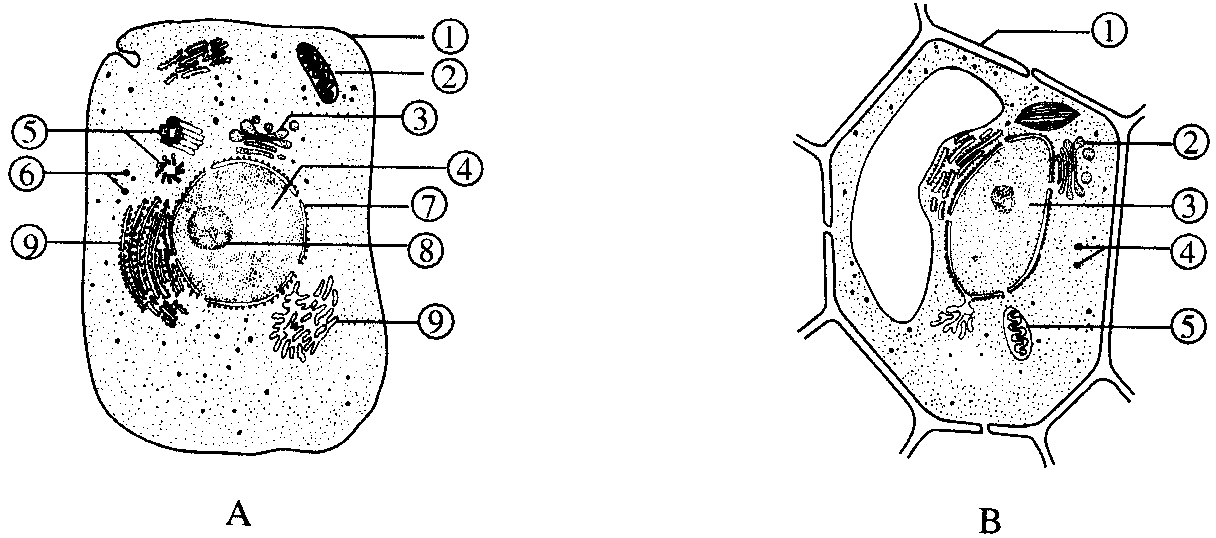 ① ①
②
⑤ ③ ②
⑥ ④
⑦ ③
⑨ ⑧ ④
⑨ ⑤
A B